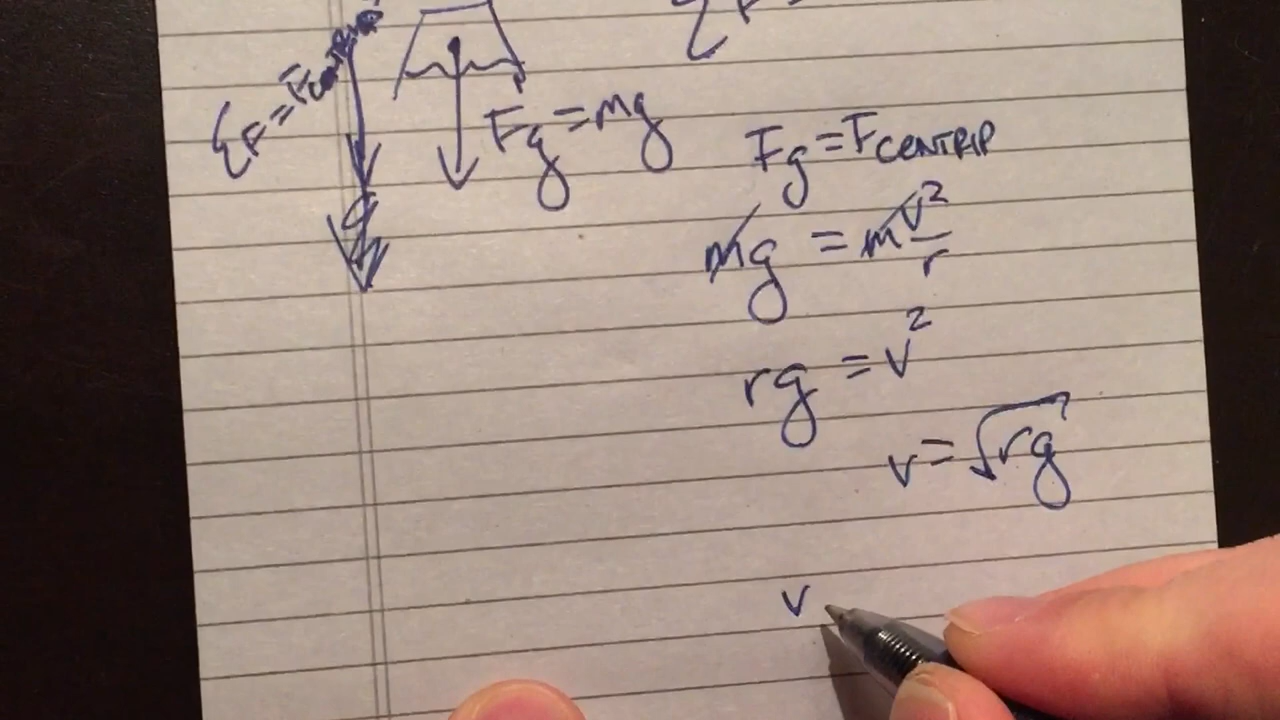 ΣF = Fcentrip
Fg = mg
Fg = FCENTRIP
mg = mv²/r
rg = v²
v = √rg
v